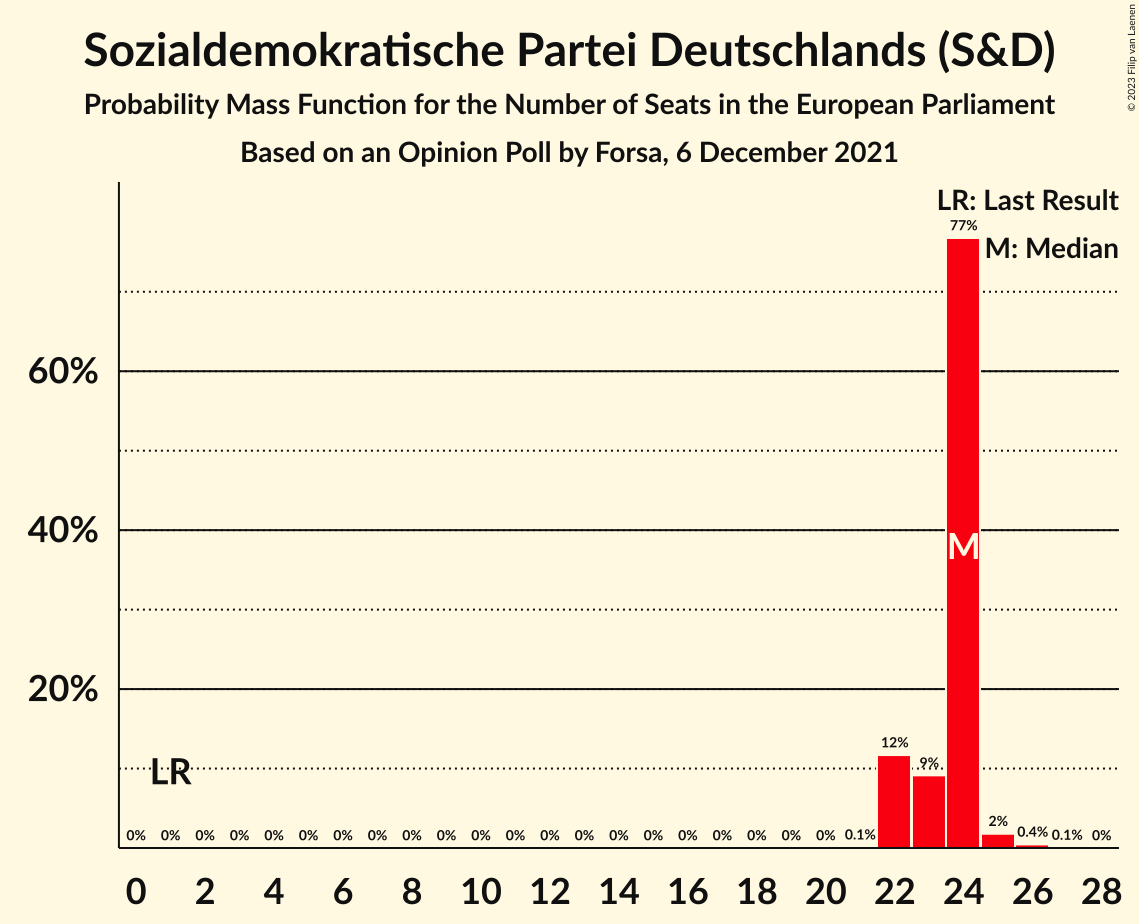 Sozialdemokratische Partei Deutschlands (S&D)
Probability Mass Function for the Number of Seats in the European Parliament
Based on an Opinion Poll by Forsa, 6 December 2021
© 2023 Filip van Laenen
LR: Last Result
M: Median
77%
60%
40%
20%
M
LR
0% 0% 0% 0% 0% 0% 0% 0% 0% 0% 0% 0% 0% 0% 0% 0% 0% 0% 0% 0% 0% 0.1% 12% 9% 2% 0.4% 0.1% 0%
0 2 4 6 8 10 12 14 16 18 20 22 24 26 28